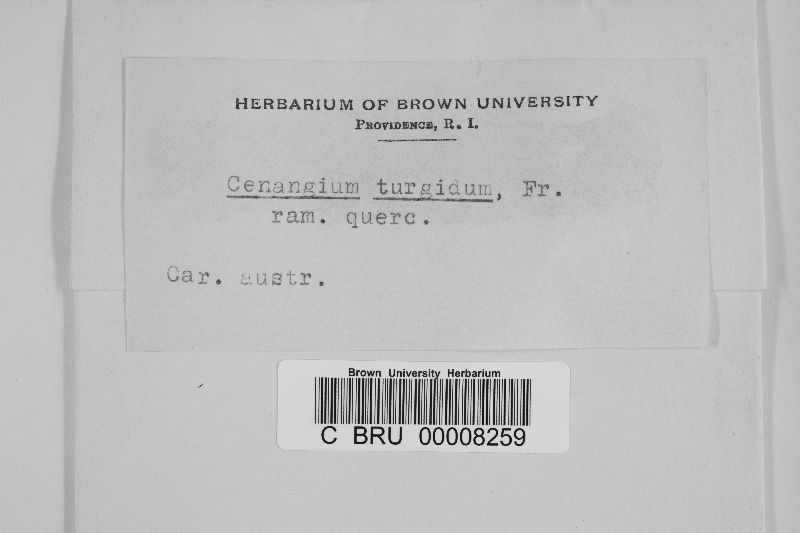 HERBARIUM OF BROWN UNIVERSITY
PROVIDENCE, R. I.
Cenangium turgidum, Fr.
ram. querc.
Car. austr.
Brown University Herbarium
C BRU 00008259